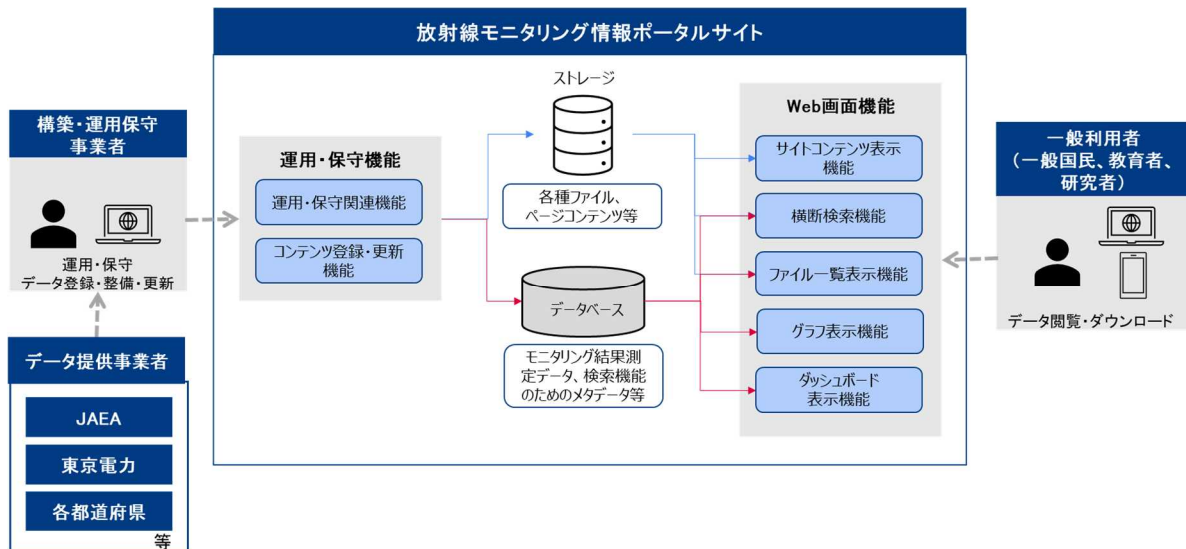 放射線モニタリング情報ポータルサイト
構築・運用保守
事業者
運用・保守
データ登録・整備・更新
データ提供事業者
JAEA
東京電力
各都道府県
等
運用・保守機能
運用・保守関連機能
コンテンツ登録・更新
機能
ストレージ
各種ファイル、
ページコンテンツ等
データベース
モニタリング結果測
定データ、検索機能
のためのメタデータ等
Web画面機能
サイトコンテンツ表示
機能
横断検索機能
ファイル一覧表示機能
グラフ表示機能
ダッシュボード
表示機能
一般利用者
(一般国民、教育者、
研究者)
データ閲覧・ダウンロード